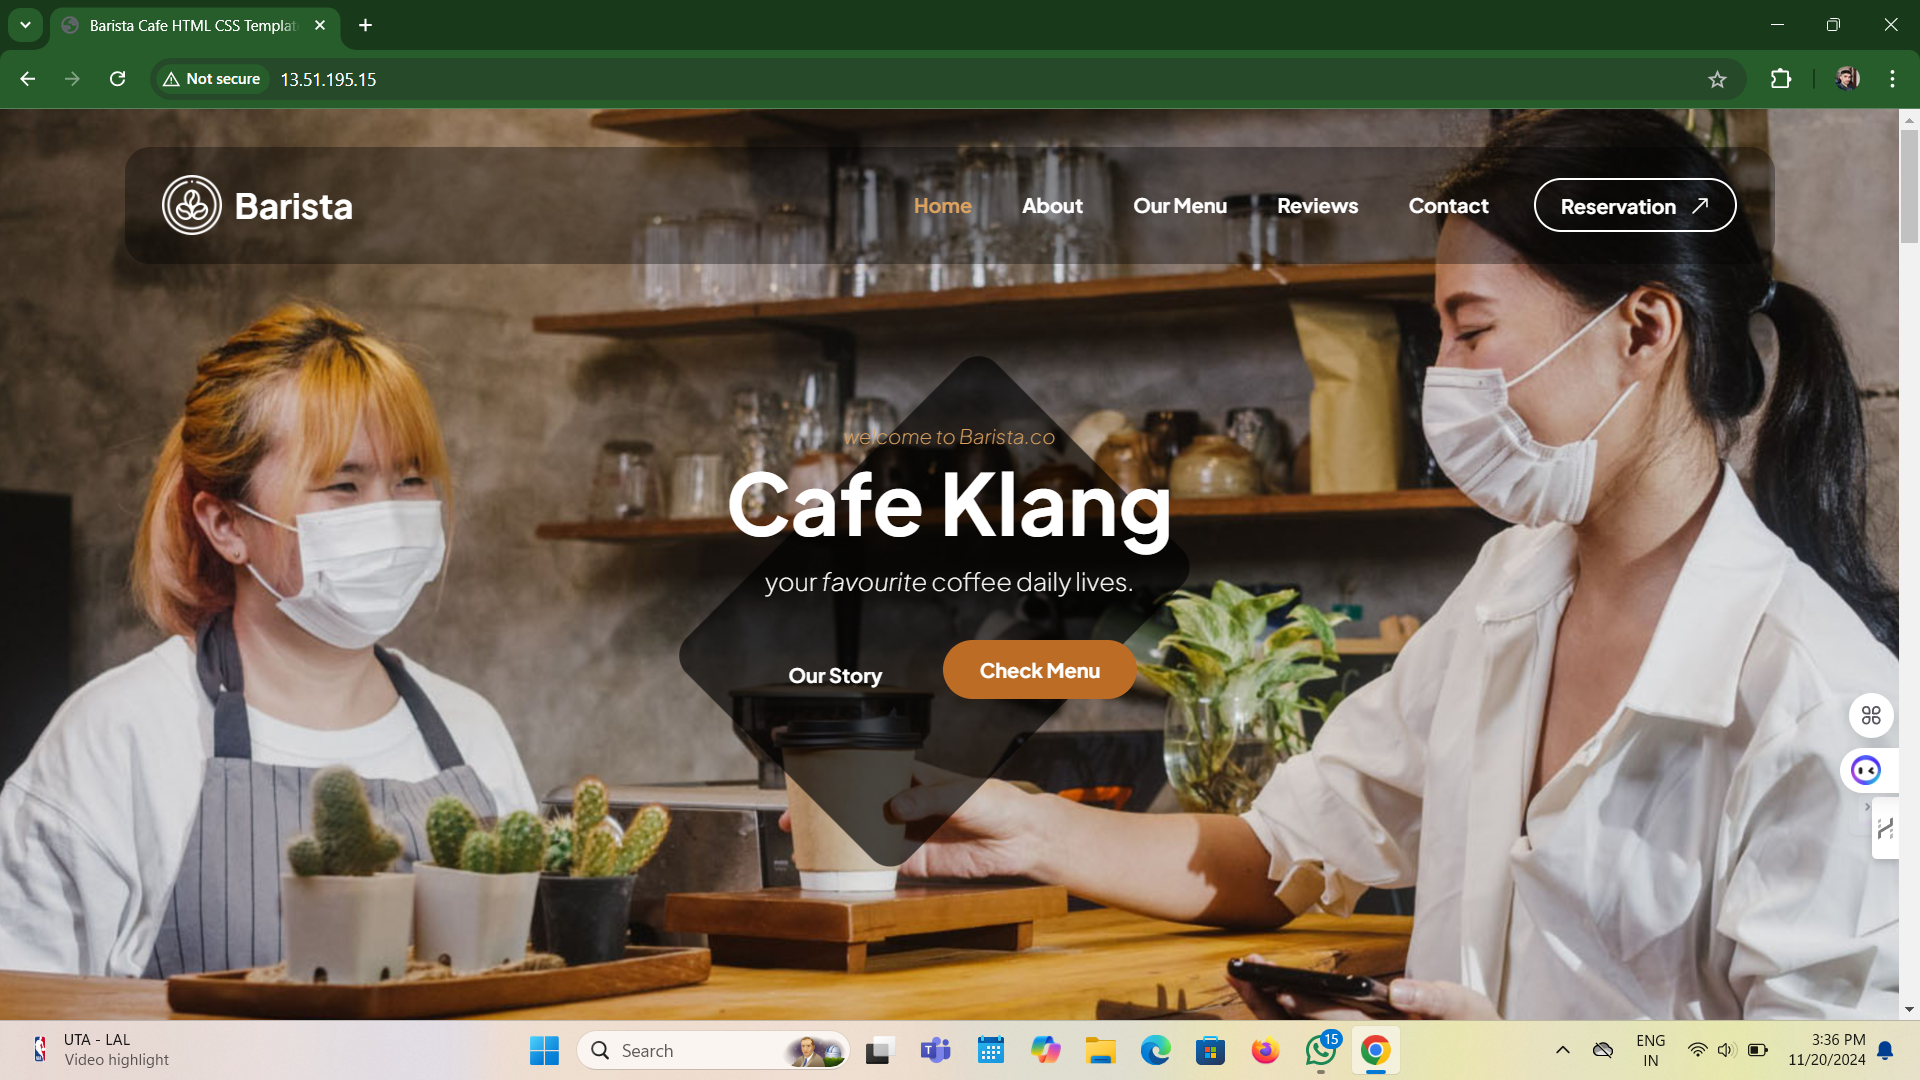 Barista Cafe HTML CSS Templat
Not secure
13.51.195.15
Barista
Home
About
Our Menu
Reviews
Contact
Reservation
welcome to Barista.co
Cafe Klang
your favourite coffee daily lives.
Our Story
Check Menu
UTA - LAL
Video highlight
Search
15
ENG
IN
3:36 PM
11/20/2024